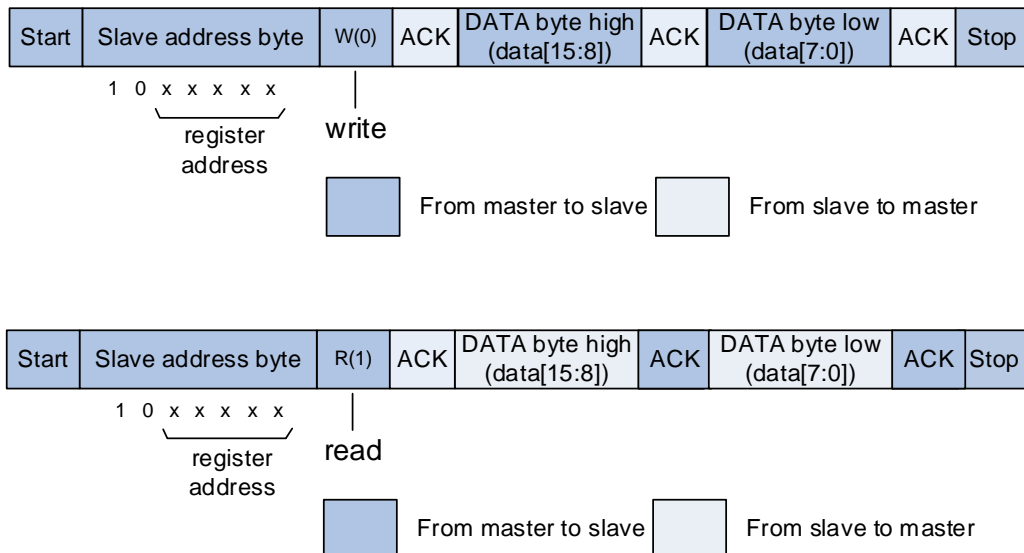 Start Slave address byte W(0) ACK DATA byte high (data[15:8]) ACK DATA byte low (data[7:0]) ACK Stop
1 0 x x x x x
register
address
write
From master to slave From slave to master
Start Slave address byte R(1) ACK DATA byte high (data[15:8]) ACK DATA byte low (data[7:0]) ACK Stop
1 0 x x x x x
register
address
read
From master to slave From slave to master